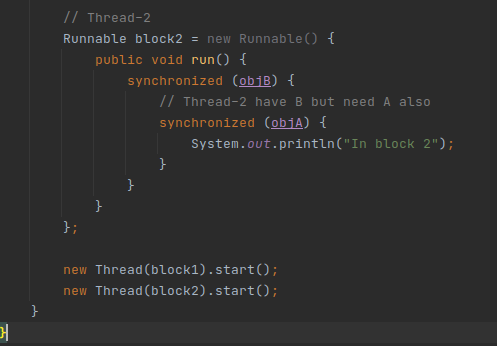 // Thread-2
Runnable block2 = new Runnable() {
public void run() {
synchronized (objB) {
// Thread-2 have B but need A also
synchronized (objA) {
System.out.println("In block 2");
}
}
}
};
new Thread(block1).start();
new Thread(block2).start();
}
}